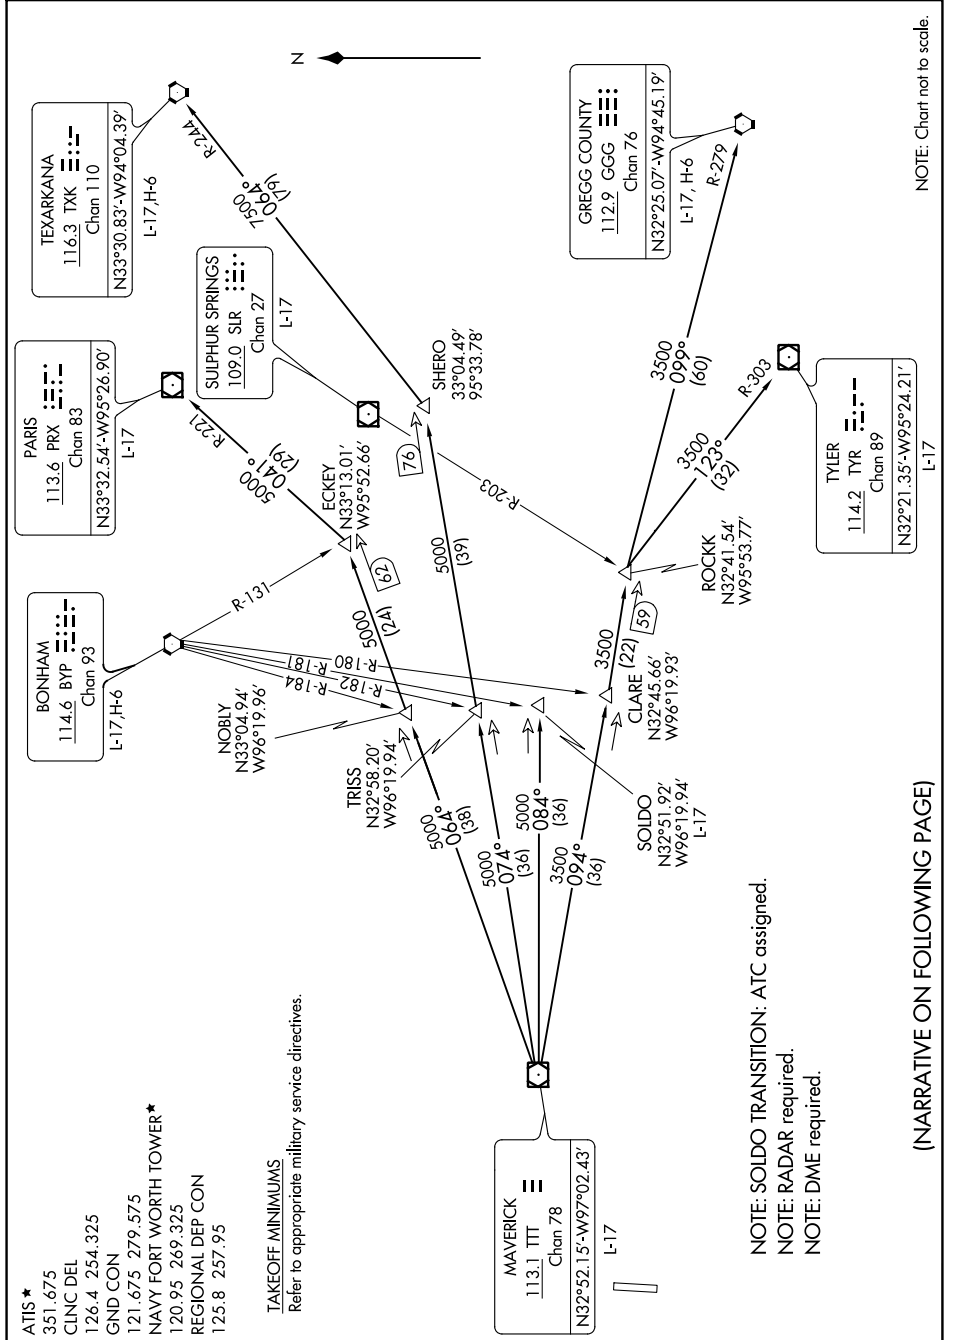 ATIS ★
351.675
CLNC DEL
126.4 254.325
GND CON
121.675 279.575
NAVY FORT WORTH TOWER★
120.95 269.325
REGIONAL DEP CON
125.8 257.95
TAKEOFF MINIMUMS
Refer to appropriate military service directives.
BONHAM
114.6 BYP
Chan 93
L-17,H-6
PARIS
113.6 PRX
Chan 83
N33°32.54′-W95°26.90′
L-17
TEXARKANA
116.3 TXK
Chan 110
N33°30.83′-W94°04.39′
L-17,H-6
SULPHUR SPRINGS
109.0 SLR
Chan 27
L-17
N
R-244
7500
064°
(79)
R-221
5000
041°
(29)
R-131
R-184
R-181
R-182
R-180
R-203
ECKEY
N33°13.01′
W95°52.66′
SHERO
33°04.49′
95°33.78′
NOBLY
N33°04.94′
W96°19.96′
TRISS
N32°58.20′
W96°19.94′
5000
(24)
62
5000
(39)
76
5000
064°
(38)
5000
074°
(36)
5000
084°
(36)
3500
094°
(36)
MAVERICK
113.1 TTT
Chan 78
N32°52.15′-W97°02.43′
L-17
SOLDO
N32°51.92′
W96°19.94′
L-17
CLARE
N32°45.66′
W96°19.93′
3500
(22)
59
ROCKK
N32°41.54′
W95°53.77′
3500
099°
(60)
R-279
3500
123°
(32)
R-303
GREGG COUNTY
112.9 GGG
Chan 76
N32°25.07′-W94°45.19′
L-17, H-6
TYLER
114.2 TYR
Chan 89
N32°21.35′-W95°24.21′
L-17
NOTE: SOLDO TRANSITION: ATC assigned.
NOTE: RADAR required.
NOTE: DME required.
NOTE: Chart not to scale.
(NARRATIVE ON FOLLOWING PAGE)